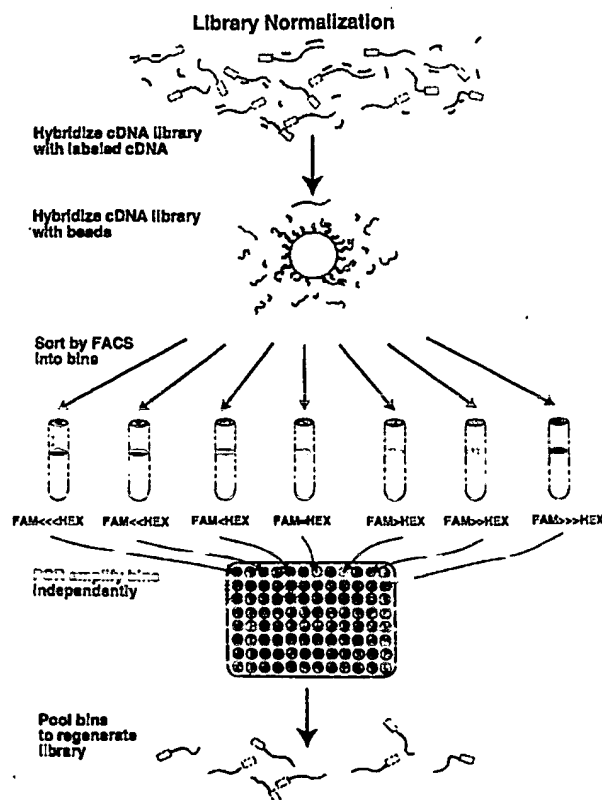 Library Normalization
Hybridize cDNA library
with labeled cDNA
Hybridize cDNA library
with beads
Sort by FACS
into bins
FAM<<<HEX FAM<<HEX FAM<HEX FAM=HEX FAM>HEX FAM>>HEX FAM>>>HEX
PCR amplify bins
independently
Pool bins
to regenerate
library